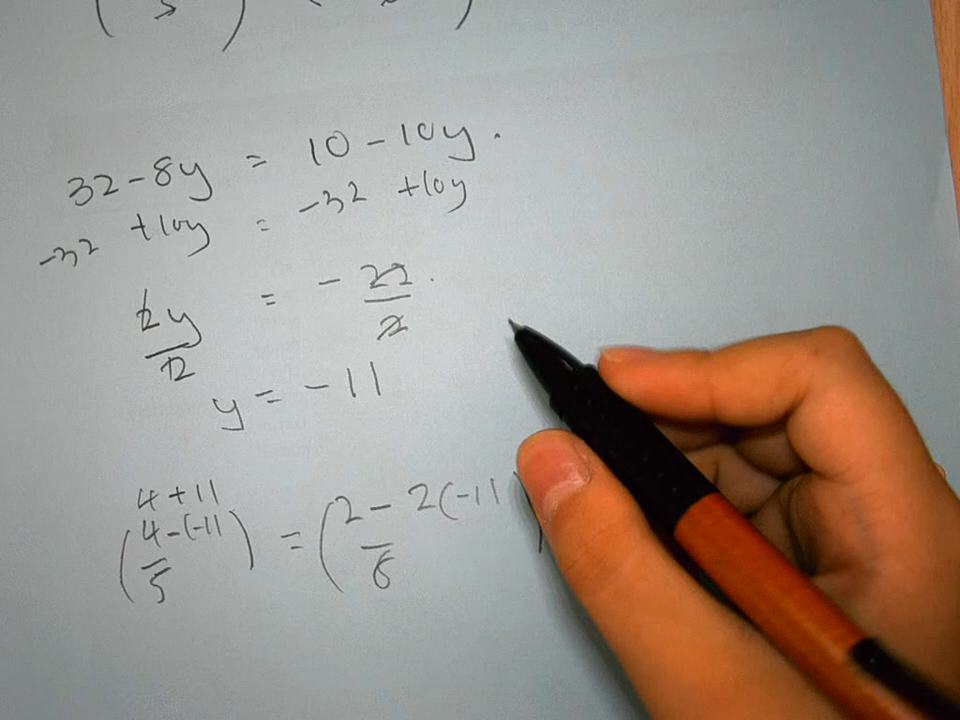 32-8y = 10-10y.
-32 +10y = -32 +10y
2y/2 = -22/2.
y = -11
4+11
(4-(-11)/5) = (2-2(-11)/8)